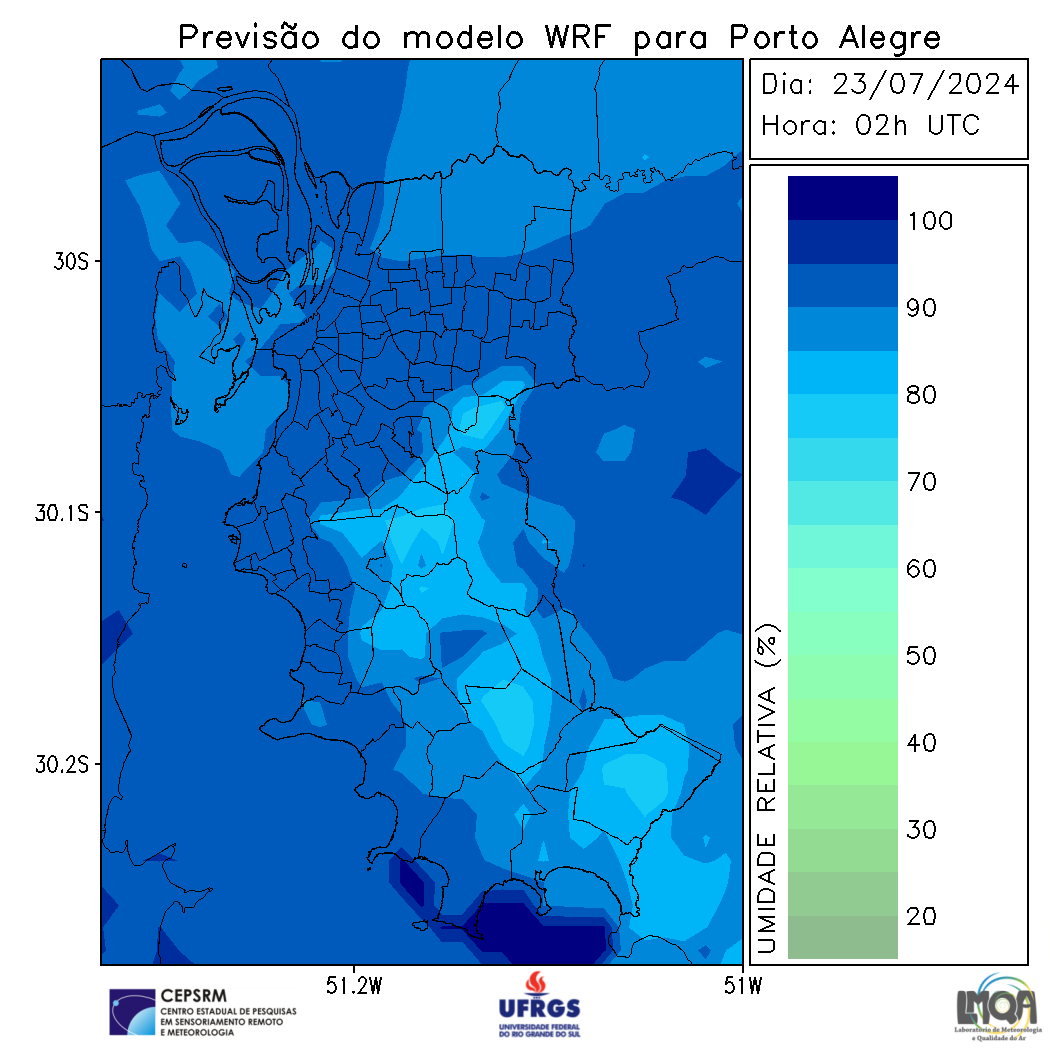 Previsão do modelo WRF para Porto Alegre
Dia: 23/07/2024
Hora: 02h UTC
100
90
80
70
60
50
40
30
20
UMIDADE RELATIVA (%)
30S
30.1S
30.2S
51.2W
51W
CEPSRM
CENTRO ESTADUAL DE PESQUISAS
EM SENSORIAMENTO REMOTO
E METEOROLOGIA
UFRGS
UNIVERSIDADE FEDERAL
DO RIO GRANDE DO SUL
LMQA
Laboratório de Meteorologia
e Qualidade do Ar